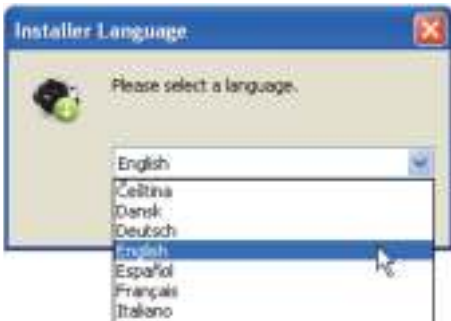 Installer Language
Please select a language.
English
Čeština
Dansk
Deutsch
English
Español
Français
Italiano